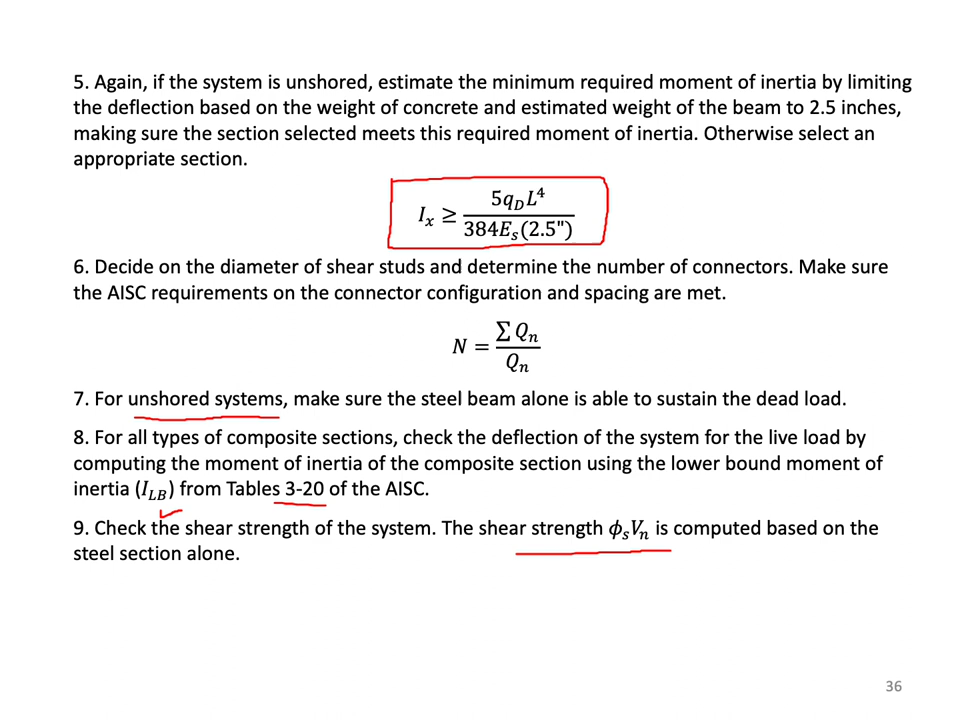 5. Again, if the system is unshored, estimate the minimum required moment of inertia by limiting
the deflection based on the weight of concrete and estimated weight of the beam to 2.5 inches,
making sure the section selected meets this required moment of inertia. Otherwise select an
appropriate section.
Iₓ ≥ 5q_D L⁴ / 384Eₛ(2.5")
6. Decide on the diameter of shear studs and determine the number of connectors. Make sure
the AISC requirements on the connector configuration and spacing are met.
N = ∑ Qₙ / Qₙ
7. For unshored systems, make sure the steel beam alone is able to sustain the dead load.
8. For all types of composite sections, check the deflection of the system for the live load by
computing the moment of inertia of the composite section using the lower bound moment of
inertia (I_LB) from Tables 3-20 of the AISC.
9. Check the shear strength of the system. The shear strength ϕₛVₙ is computed based on the
steel section alone.
36